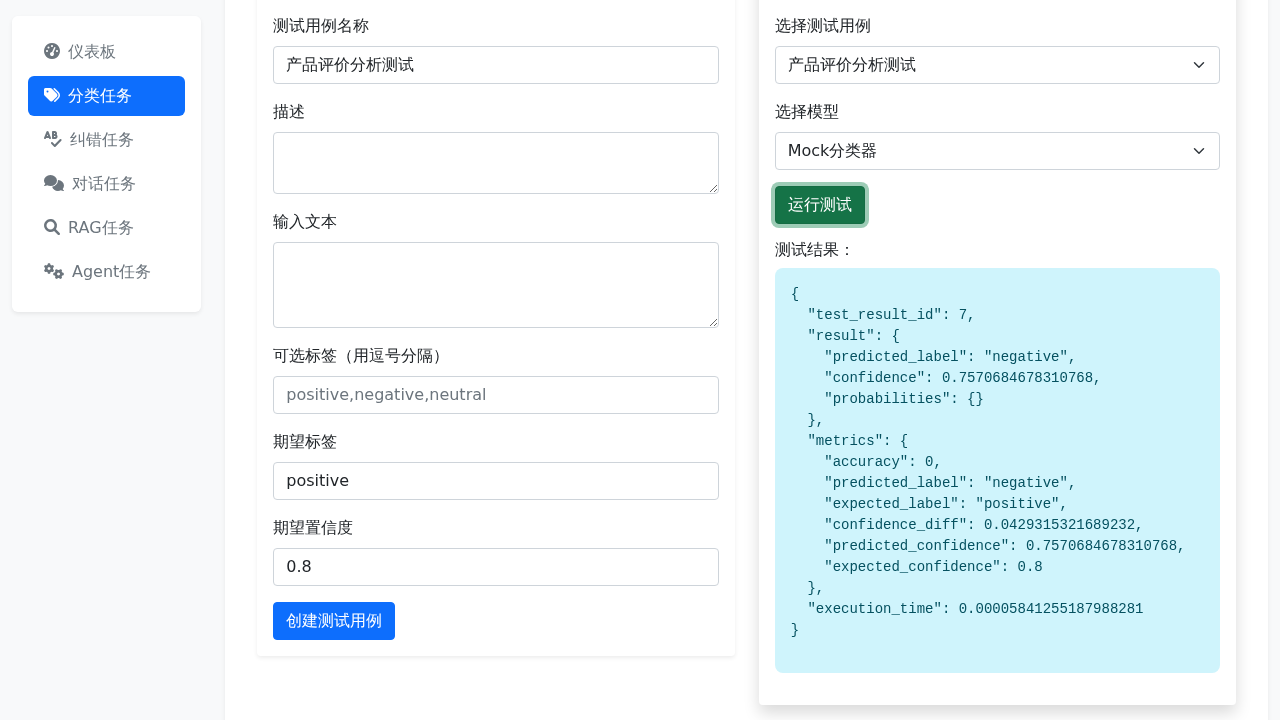 仪表板
分类任务
纠错任务
对话任务
RAG任务
Agent任务
测试用例名称
产品评价分析测试
描述
输入文本
可选标签（用逗号分隔）
positive,negative,neutral
期望标签
positive
期望置信度
0.8
创建测试用例
选择测试用例
产品评价分析测试
选择模型
Mock分类器
运行测试
测试结果：
{
  "test_result_id": 7,
  "result": {
    "predicted_label": "negative",
    "confidence": 0.7570684678310768,
    "probabilities": {}
  },
  "metrics": {
    "accuracy": 0,
    "predicted_label": "negative",
    "expected_label": "positive",
    "confidence_diff": 0.0429315321689232,
    "predicted_confidence": 0.7570684678310768,
    "expected_confidence": 0.8
  },
  "execution_time": 0.00005841255187988281
}